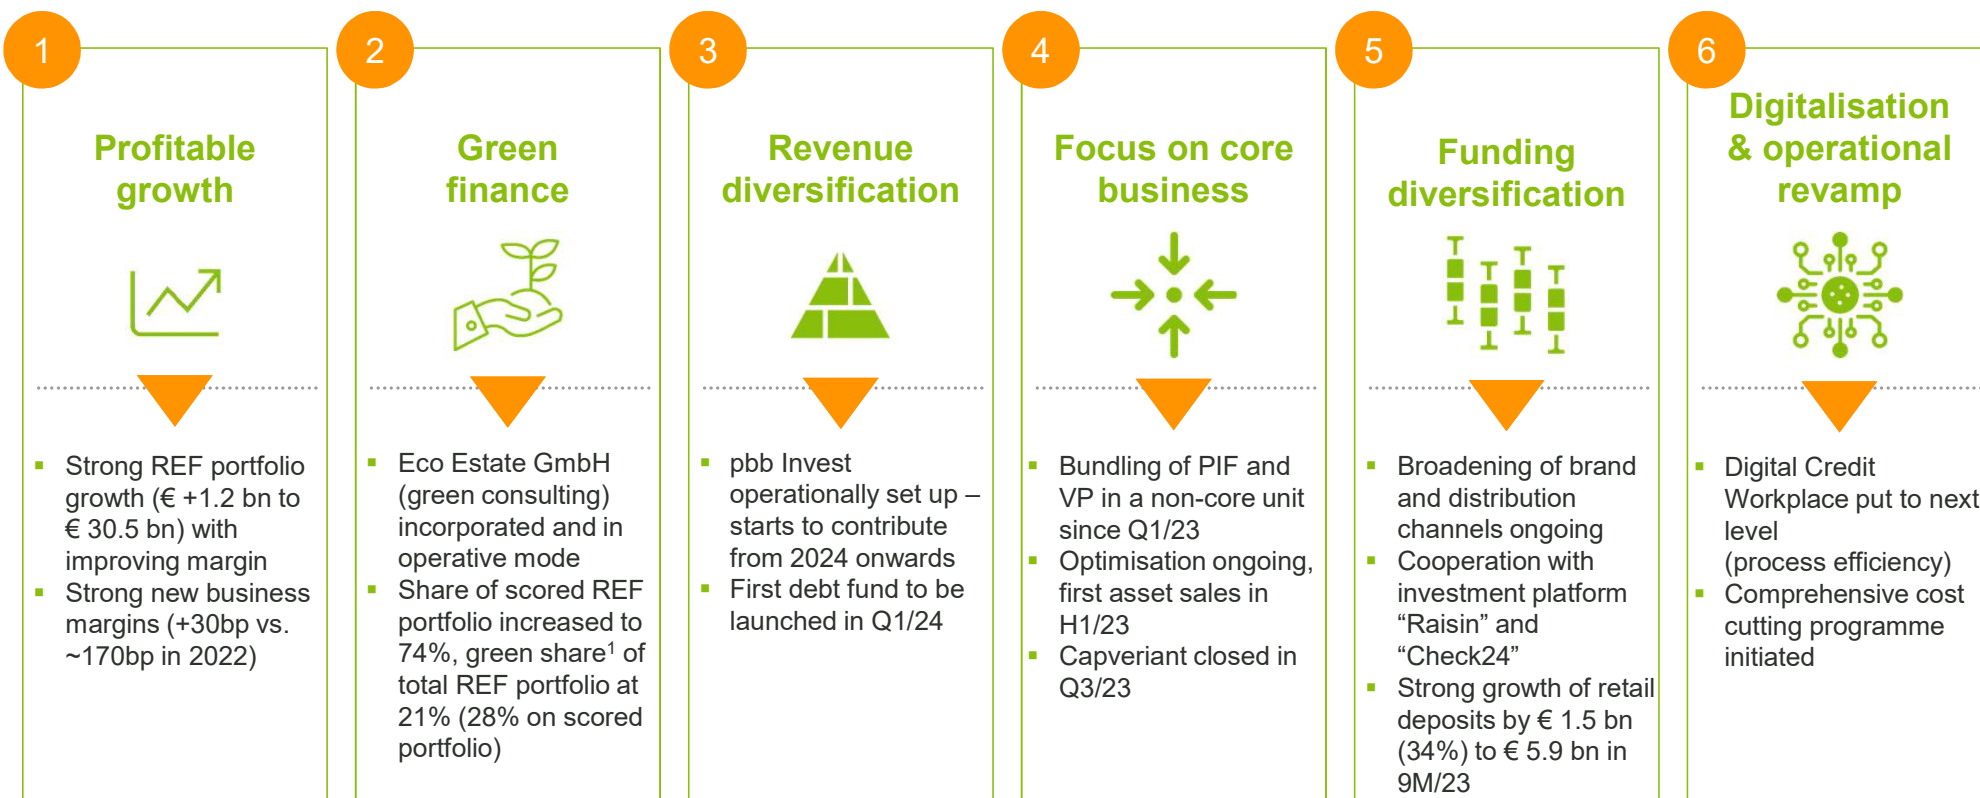 1
Profitable
growth
▪ Strong REF portfolio
growth (€ +1.2 bn to
€ 30.5 bn) with
improving margin
▪ Strong new business
margins (+30bp vs.
~170bp in 2022)
2
Green
finance
▪ Eco Estate GmbH
(green consulting)
incorporated and in
operative mode
▪ Share of scored REF
portfolio increased to
74%, green share¹ of
total REF portfolio at
21% (28% on scored
portfolio)
3
Revenue
diversification
▪ pbb Invest
operationally set up –
starts to contribute
from 2024 onwards
▪ First debt fund to be
launched in Q1/24
4
Focus on core
business
▪ Bundling of PIF and
VP in a non-core unit
since Q1/23
▪ Optimisation ongoing,
first asset sales in
H1/23
▪ Capveriant closed in
Q3/23
5
Funding
diversification
▪ Broadening of brand
and distribution
channels ongoing
▪ Cooperation with
investment platform
“Raisin” and
“Check24”
▪ Strong growth of retail
deposits by € 1.5 bn
(34%) to € 5.9 bn in
9M/23
6
Digitalisation
& operational
revamp
▪ Digital Credit
Workplace put to next
level
(process efficiency)
▪ Comprehensive cost
cutting programme
initiated